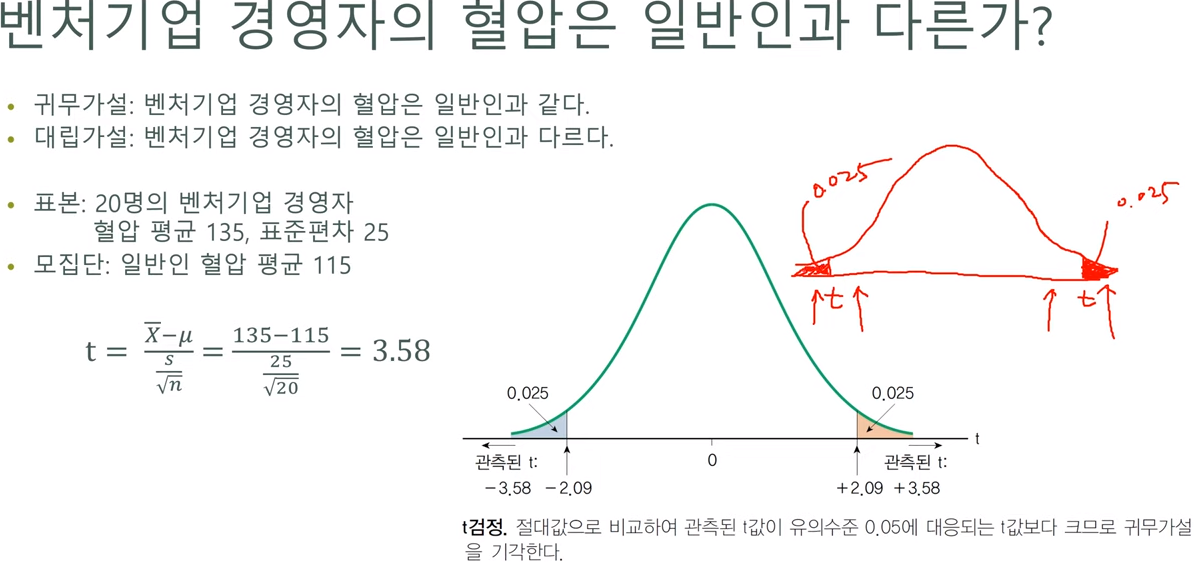 벤처기업 경영자의 혈압은 일반인과 다른가?
• 귀무가설: 벤처기업 경영자의 혈압은 일반인과 같다.
• 대립가설: 벤처기업 경영자의 혈압은 일반인과 다르다.
• 표본: 20명의 벤처기업 경영자
혈압 평균 135, 표준편차 25
• 모집단: 일반인 혈압 평균 115
t = (X̅−μ)/(s/√n) = (135−115)/(25/√20) = 3.58
0.025 0.025
t t
0.025 0.025
t
관측된 t: 0 관측된 t:
−3.58 −2.09 +2.09 +3.58
t검정. 절대값으로 비교하여 관측된 t값이 유의수준 0.05에 대응되는 t값보다 크므로 귀무가설
을 기각한다.